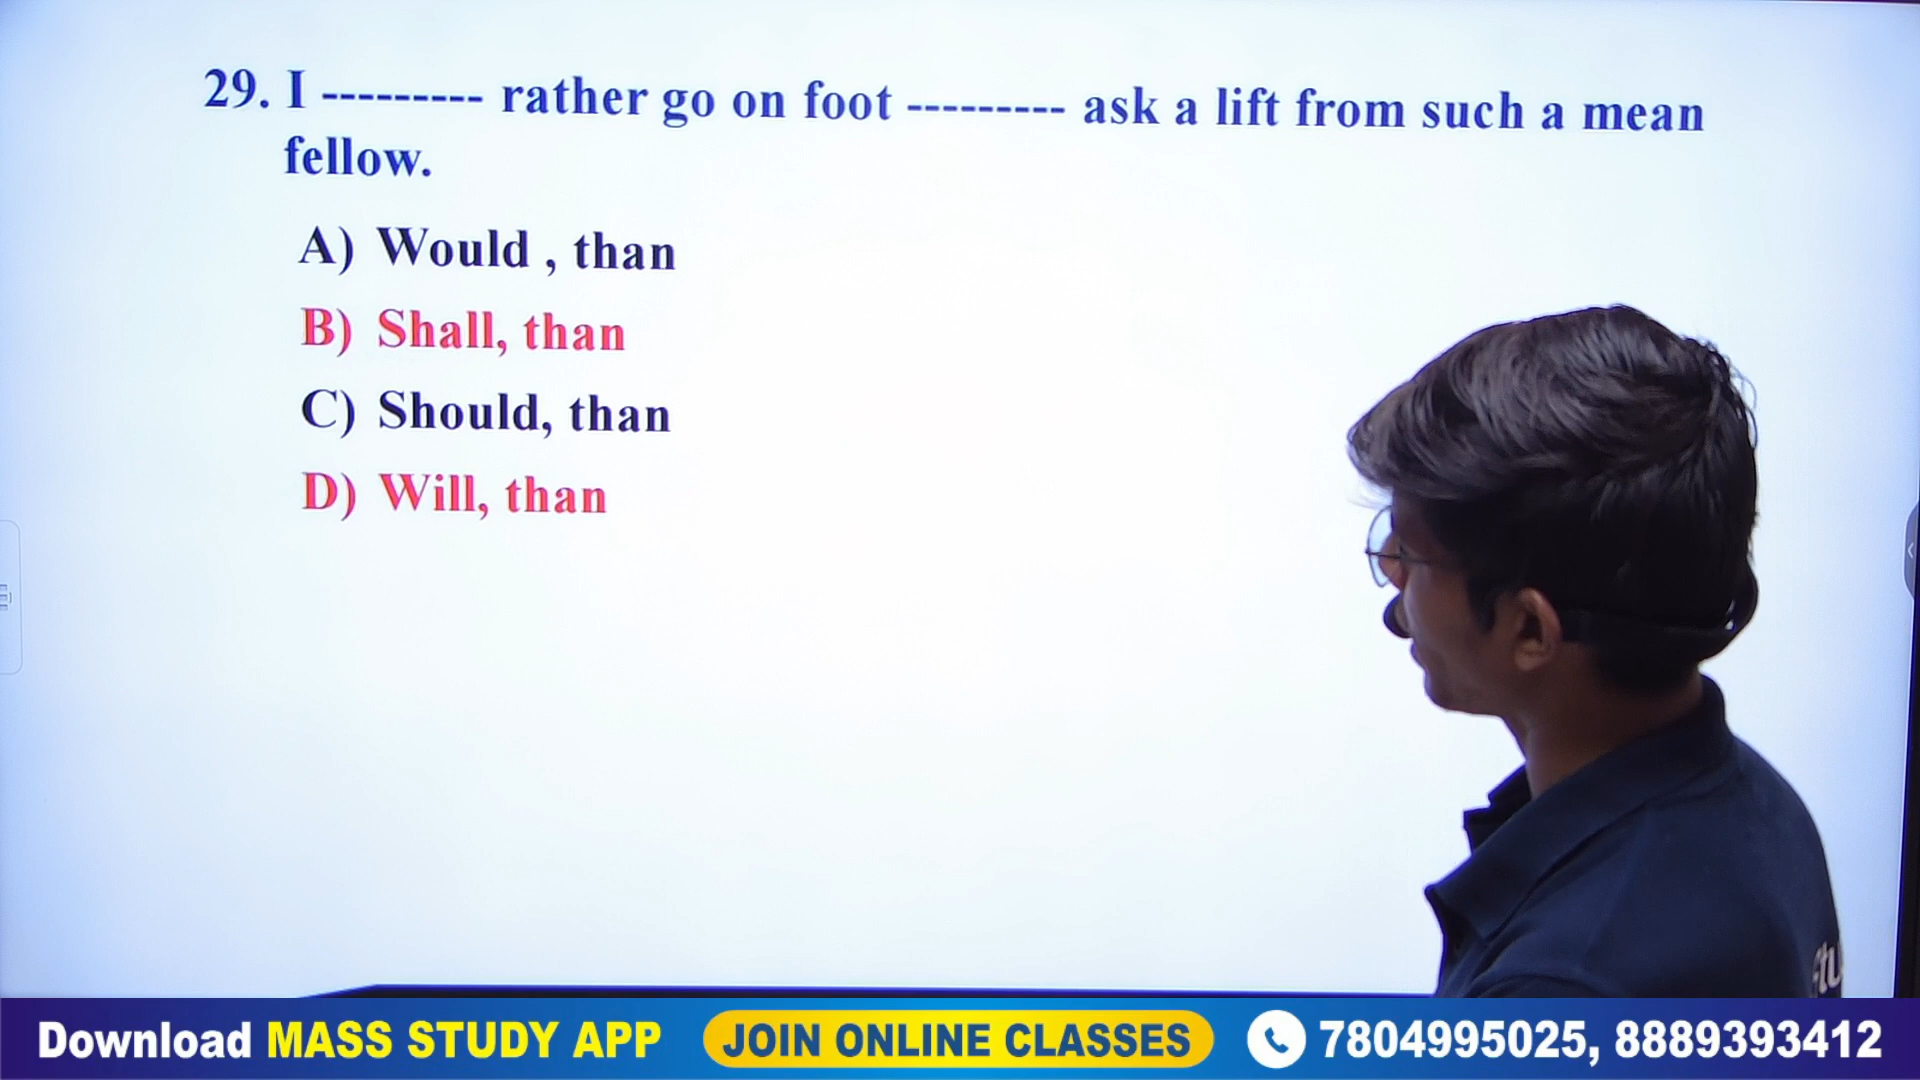 29. I --------- rather go on foot --------- ask a lift from such a mean
fellow.
A) Would , than
B) Shall, than
C) Should, than
D) Will, than
Download MASS STUDY APP JOIN ONLINE CLASSES 7804995025, 8889393412